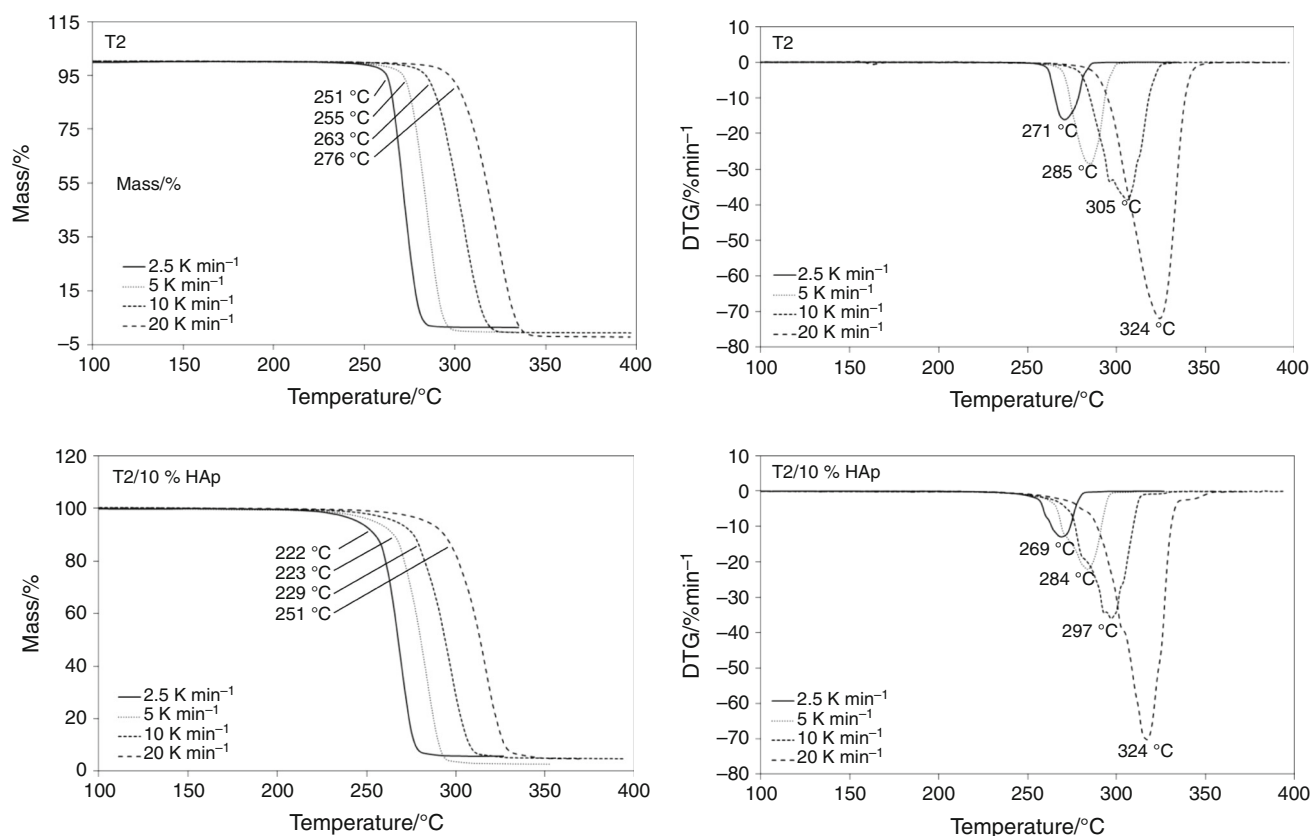 T2
115
95
75
55
35
15
–5
Mass/%
251 °C
255 °C
263 °C
276 °C
Mass/%
2.5 K min⁻¹
5 K min⁻¹
10 K min⁻¹
20 K min⁻¹
100 150 200 250 300 350 400
Temperature/°C
T2
10
0
–10
–20
–30
–40
–50
–60
–70
–80
DTG/%min⁻¹
271 °C
285 °C
305 °C
324 °C
2.5 K min⁻¹
5 K min⁻¹
10 K min⁻¹
20 K min⁻¹
100 150 200 250 300 350 400
Temperature/°C
T2/10 % HAp
120
100
80
60
40
20
0
Mass/%
222 °C
223 °C
229 °C
251 °C
2.5 K min⁻¹
5 K min⁻¹
10 K min⁻¹
20 K min⁻¹
100 150 200 250 300 350 400
Temperature/°C
T2/10 % HAp
10
0
–10
–20
–30
–40
–50
–60
–70
–80
DTG/%min⁻¹
269 °C
284 °C
297 °C
324 °C
2.5 K min⁻¹
5 K min⁻¹
10 K min⁻¹
20 K min⁻¹
100 150 200 250 300 350 400
Temperature/°C